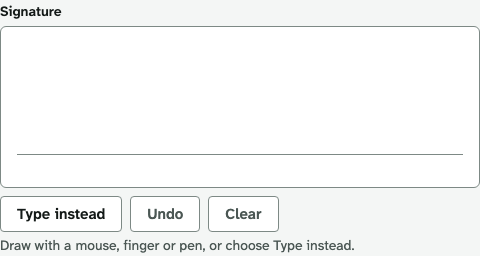 Signature
Type instead
Undo
Clear
Draw with a mouse, finger or pen, or choose Type instead.